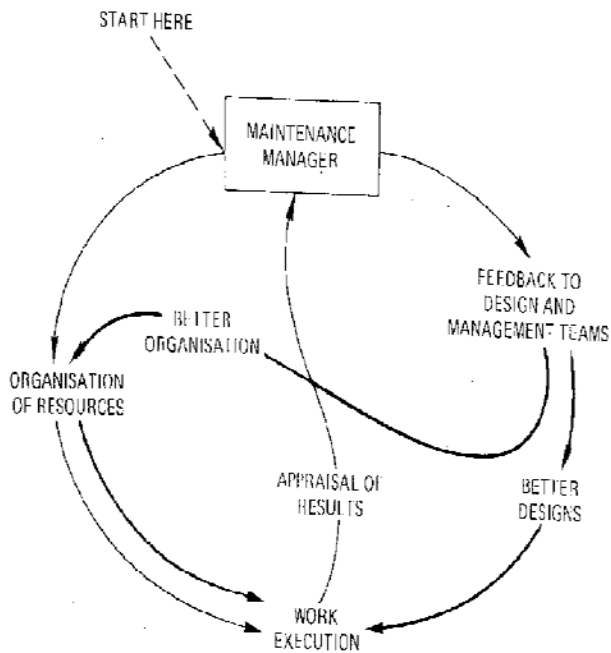 START HERE
MAINTENANCE
MANAGER
FEEDBACK TO
DESIGN AND
MANAGEMENT TEAMS
BETTER
ORGANISATION
ORGANISATION
OF RESOURCES
APPRAISAL OF
RESULTS
BETTER
DESIGNS
WORK
EXECUTION